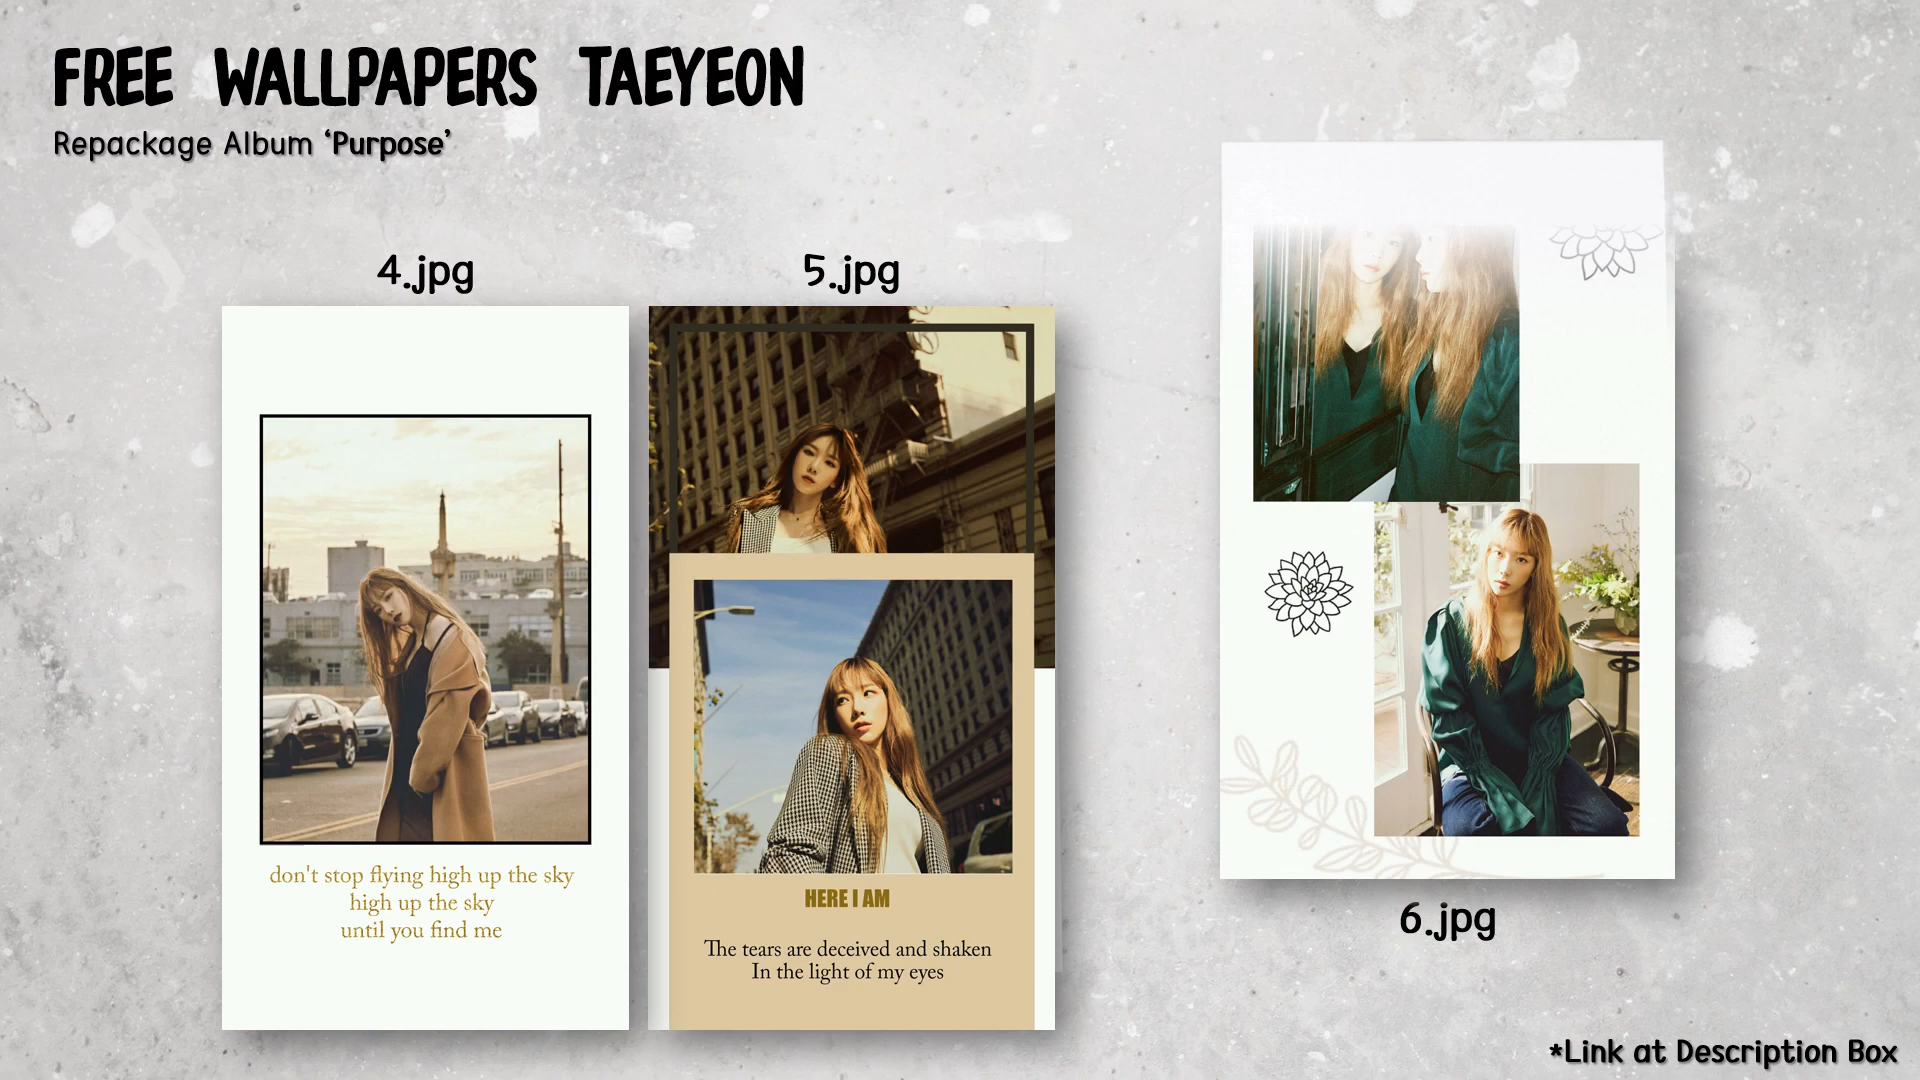 FREE WALLPAPERS TAEYEON
Repackage Album ‘Purpose’
4.jpg
5.jpg
don't stop flying high up the sky
high up the sky
until you find me
HERE I AM
The tears are deceived and shaken
In the light of my eyes
6.jpg
*Link at Description Box